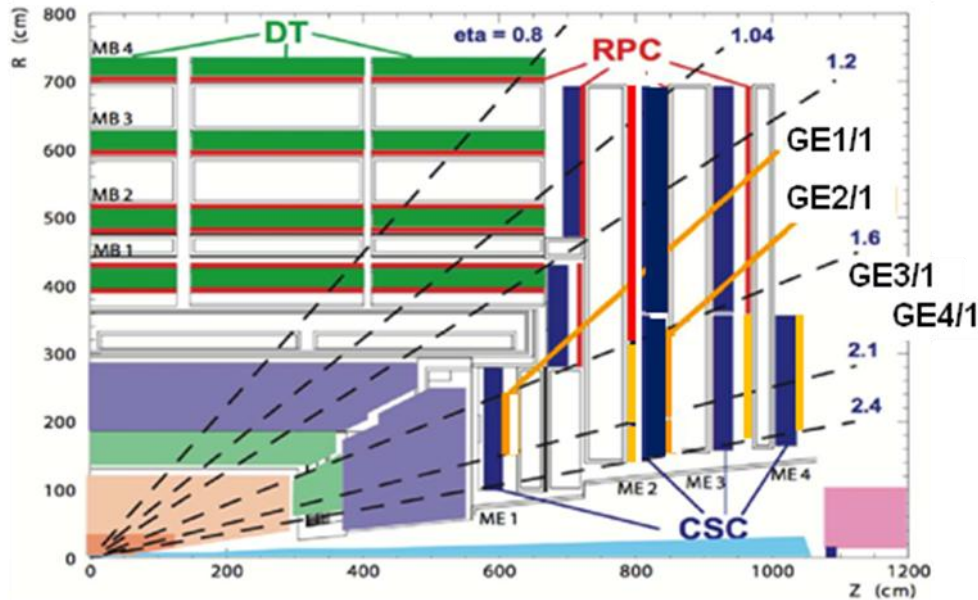 R (cm)
800
700
600
500
400
300
200
100
0
MB 4
MB 3
MB 2
MB 1
DT
eta = 0.8
1.04
1.2
RPC
GE1/1
GE2/1
1.6
GE3/1
GE4/1
2.1
2.4
ME 1
ME 2
ME 3
ME 4
CSC
0
200
400
600
800
1000
1200
Z (cm)